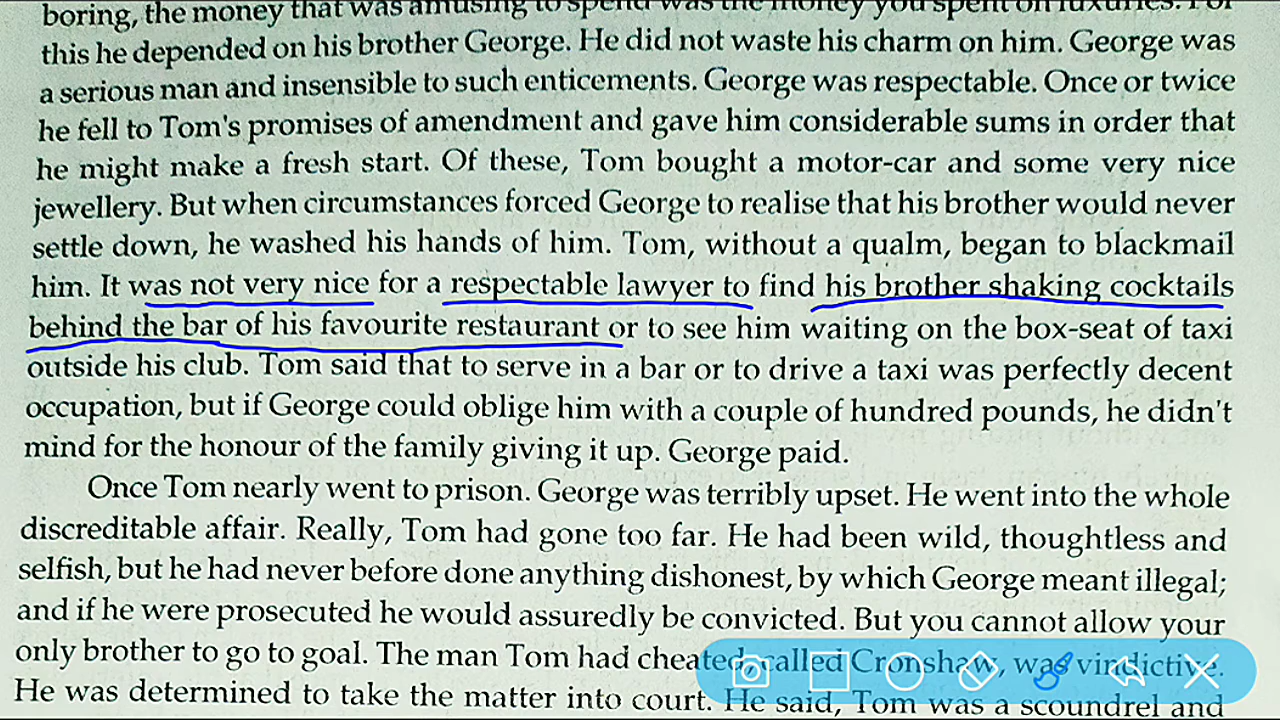 boring, the money that was amusing to spend was the money you spent on luxuries. For
this he depended on his brother George. He did not waste his charm on him. George was
a serious man and insensible to such enticements. George was respectable. Once or twice
he fell to Tom's promises of amendment and gave him considerable sums in order that
he might make a fresh start. Of these, Tom bought a motor-car and some very nice
jewellery. But when circumstances forced George to realise that his brother would never
settle down, he washed his hands of him. Tom, without a qualm, began to blackmail
him. It was not very nice for a respectable lawyer to find his brother shaking cocktails
behind the bar of his favourite restaurant or to see him waiting on the box-seat of taxi
outside his club. Tom said that to serve in a bar or to drive a taxi was perfectly decent
occupation, but if George could oblige him with a couple of hundred pounds, he didn't
mind for the honour of the family giving it up. George paid.
Once Tom nearly went to prison. George was terribly upset. He went into the whole
discreditable affair. Really, Tom had gone too far. He had been wild, thoughtless and
selfish, but he had never before done anything dishonest, by which George meant illegal;
and if he were prosecuted he would assuredly be convicted. But you cannot allow your
only brother to go to goal. The man Tom had cheated, called Cronshaw, was vindictive.
He was determined to take the matter into court. He said, Tom was a scoundrel and